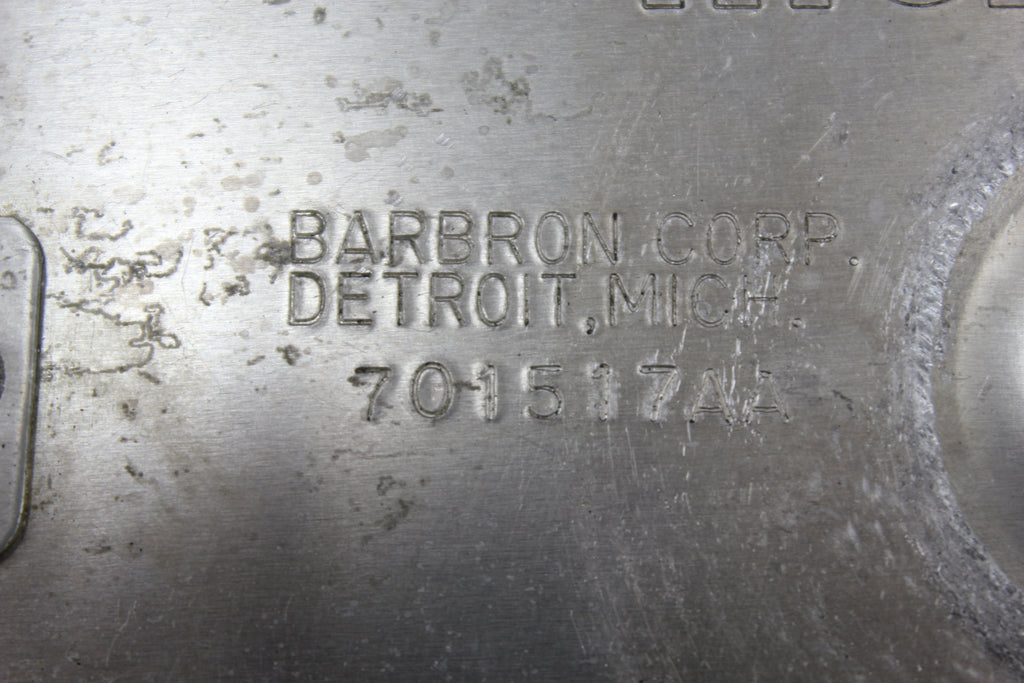 BARBRON CORP.
DETROIT, MICH.
701517AA